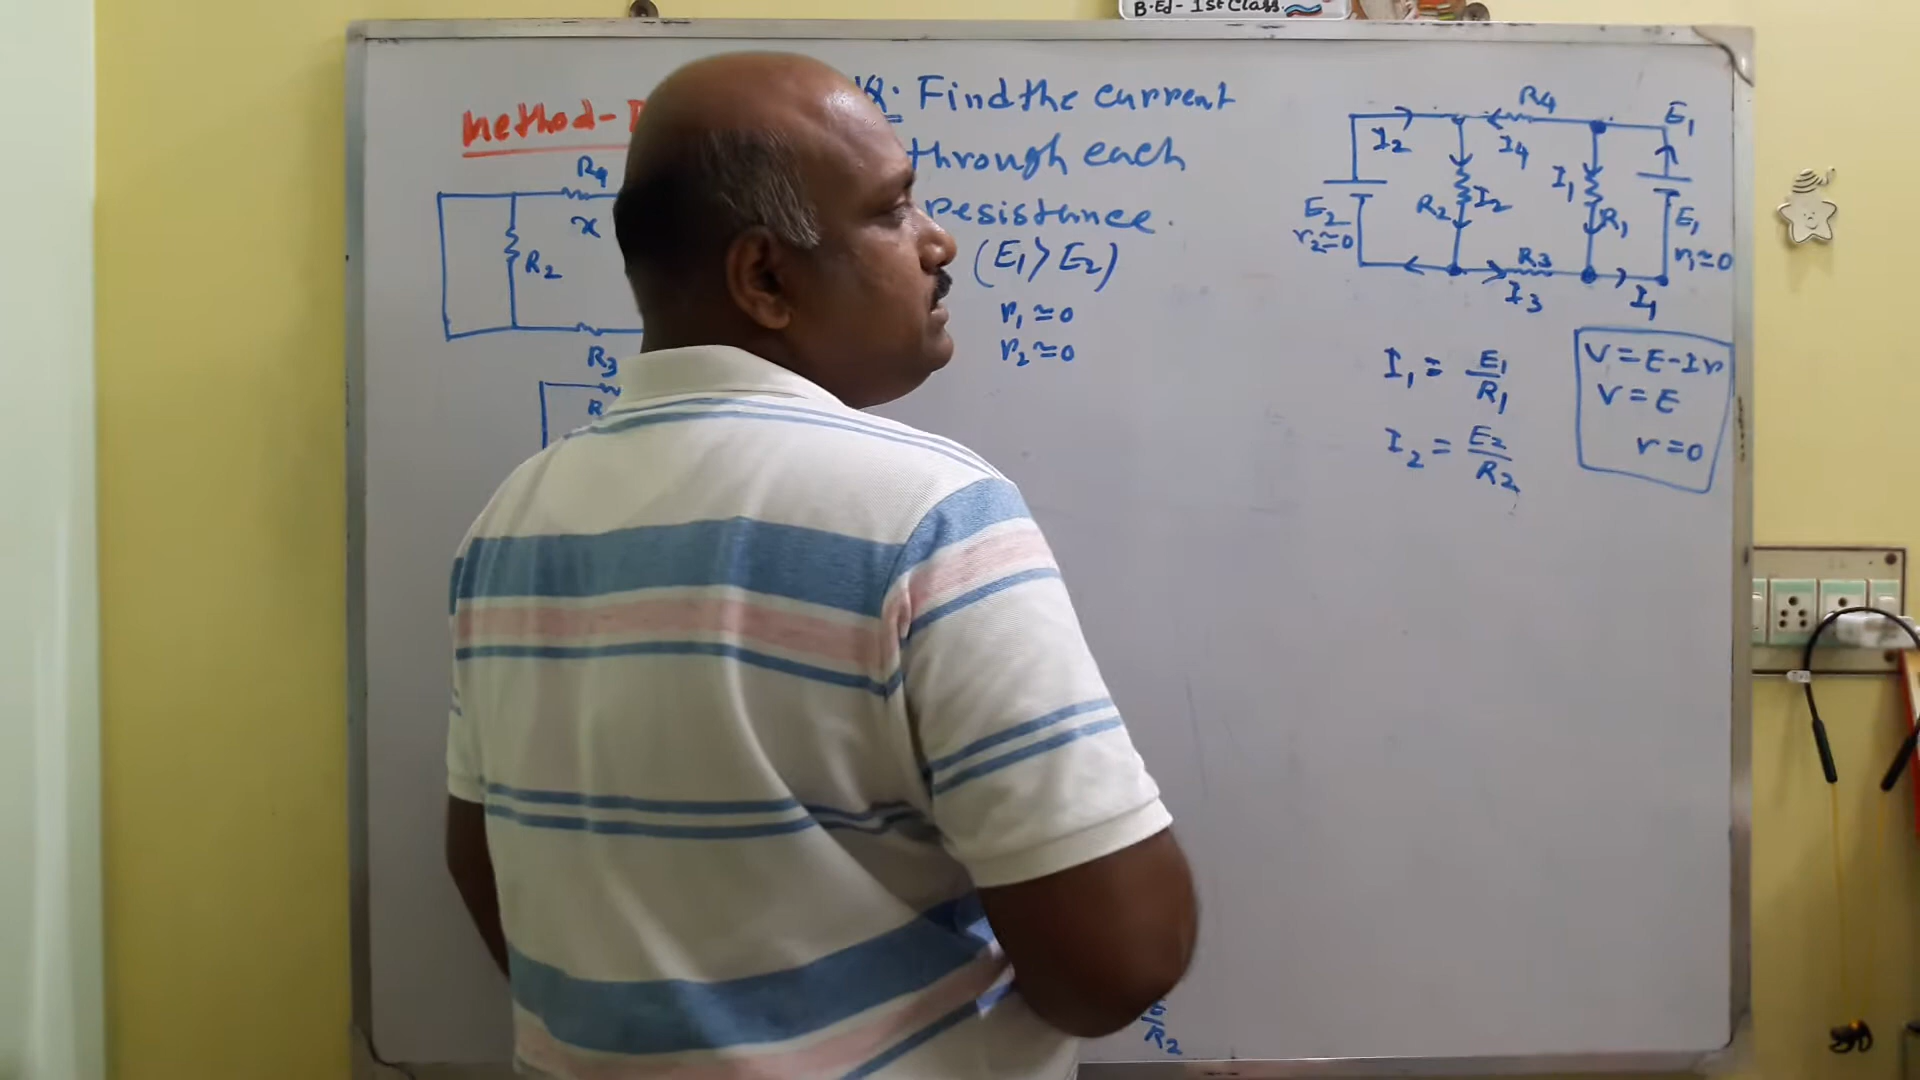 B.Ed- 1st Class.
Method-
R4
x
R2
R3
R
Q. Find the current
through each
resistance.
(E1 > E2)
r1 ≃ 0
r2 ≃ 0
R4
E1
I2
I4
I1
R2
I2
R1
E2
r2 ≃ 0
E1
r1 ≃ 0
R3
I3
I1
I1 = E1/R1
I2 = E2/R2
V = E - Ir
V = E
r = 0
R2